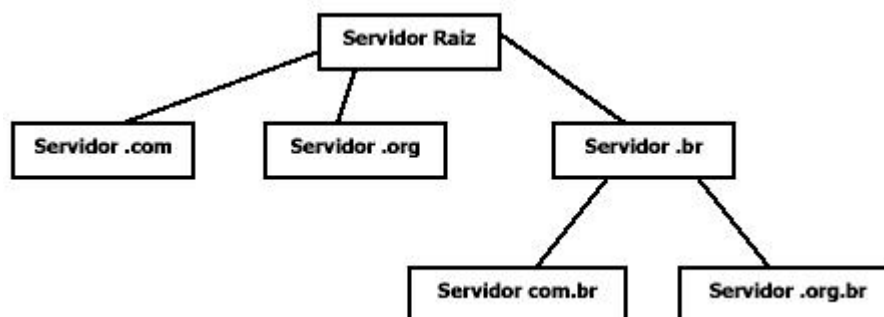 Servidor Raiz
Servidor .com
Servidor .org
Servidor .br
Servidor com.br
Servidor .org.br